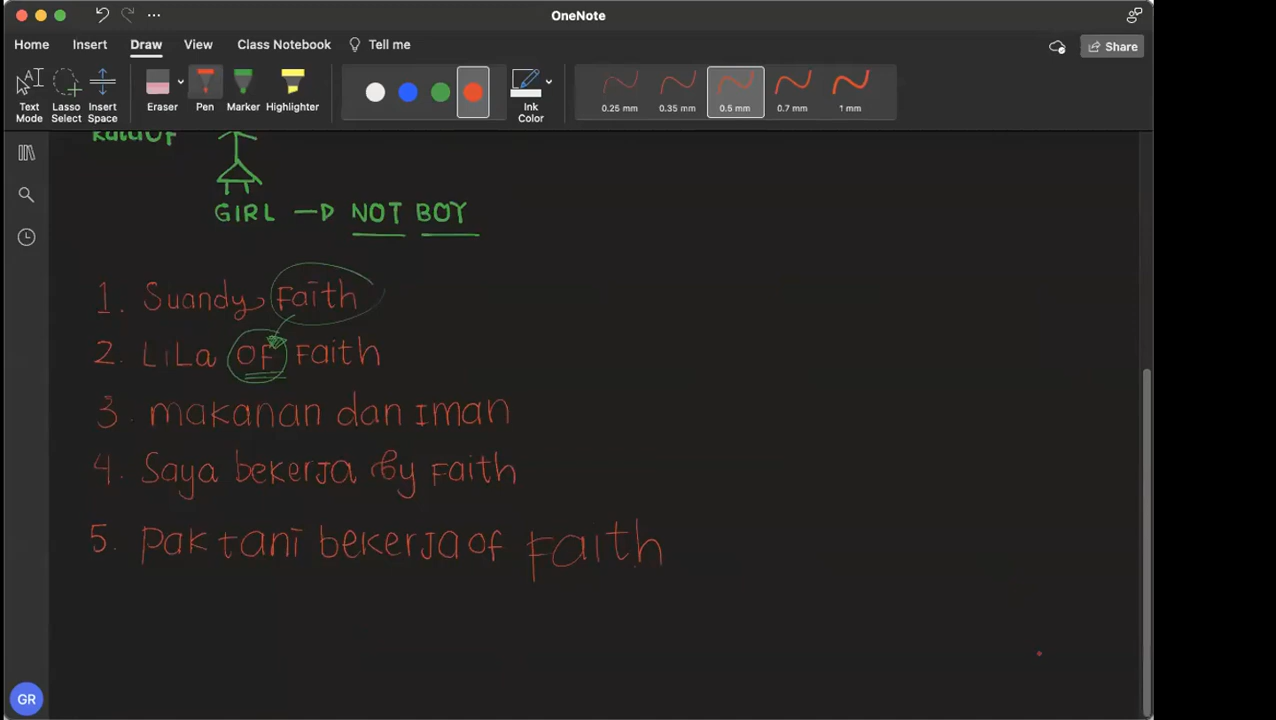 OneNote
Home Insert Draw View Class Notebook Tell me
Share
Text Mode Lasso Select Insert Space Eraser Pen Marker Highlighter Ink Color 0.25 mm 0.35 mm 0.5 mm 0.7 mm 1 mm
GIRL → NOT BOY
1. Suandy Faith
2. LiLa OF Faith
3. makanan dan Iman
4. Saya bekerja by Faith
5. Pak tani bekerja of Faith
GR